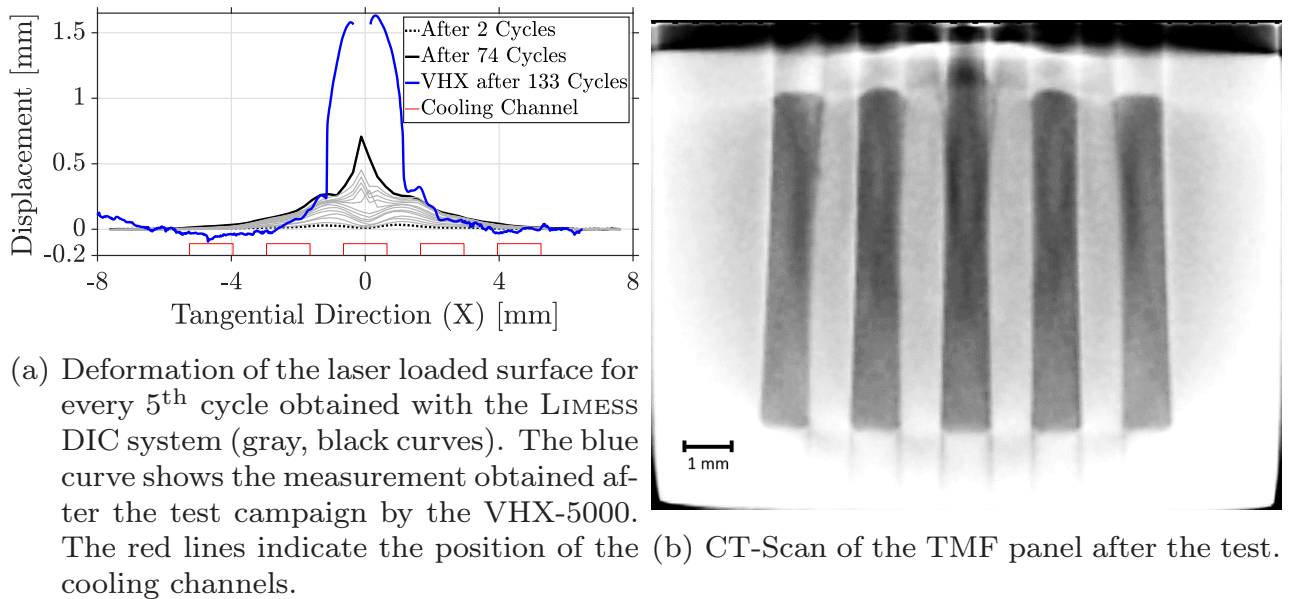 1.5
1
0.5
0
-0.2
Displacement [mm]
After 2 Cycles
After 74 Cycles
VHX after 133 Cycles
Cooling Channel
-8
-4
0
4
8
Tangential Direction (X) [mm]
(a) Deformation of the laser loaded surface for
every 5th cycle obtained with the LIMESS
DIC system (gray, black curves). The blue
curve shows the measurement obtained af-
ter the test campaign by the VHX-5000.
The red lines indicate the position of the
cooling channels.
1 mm
(b) CT-Scan of the TMF panel after the test.